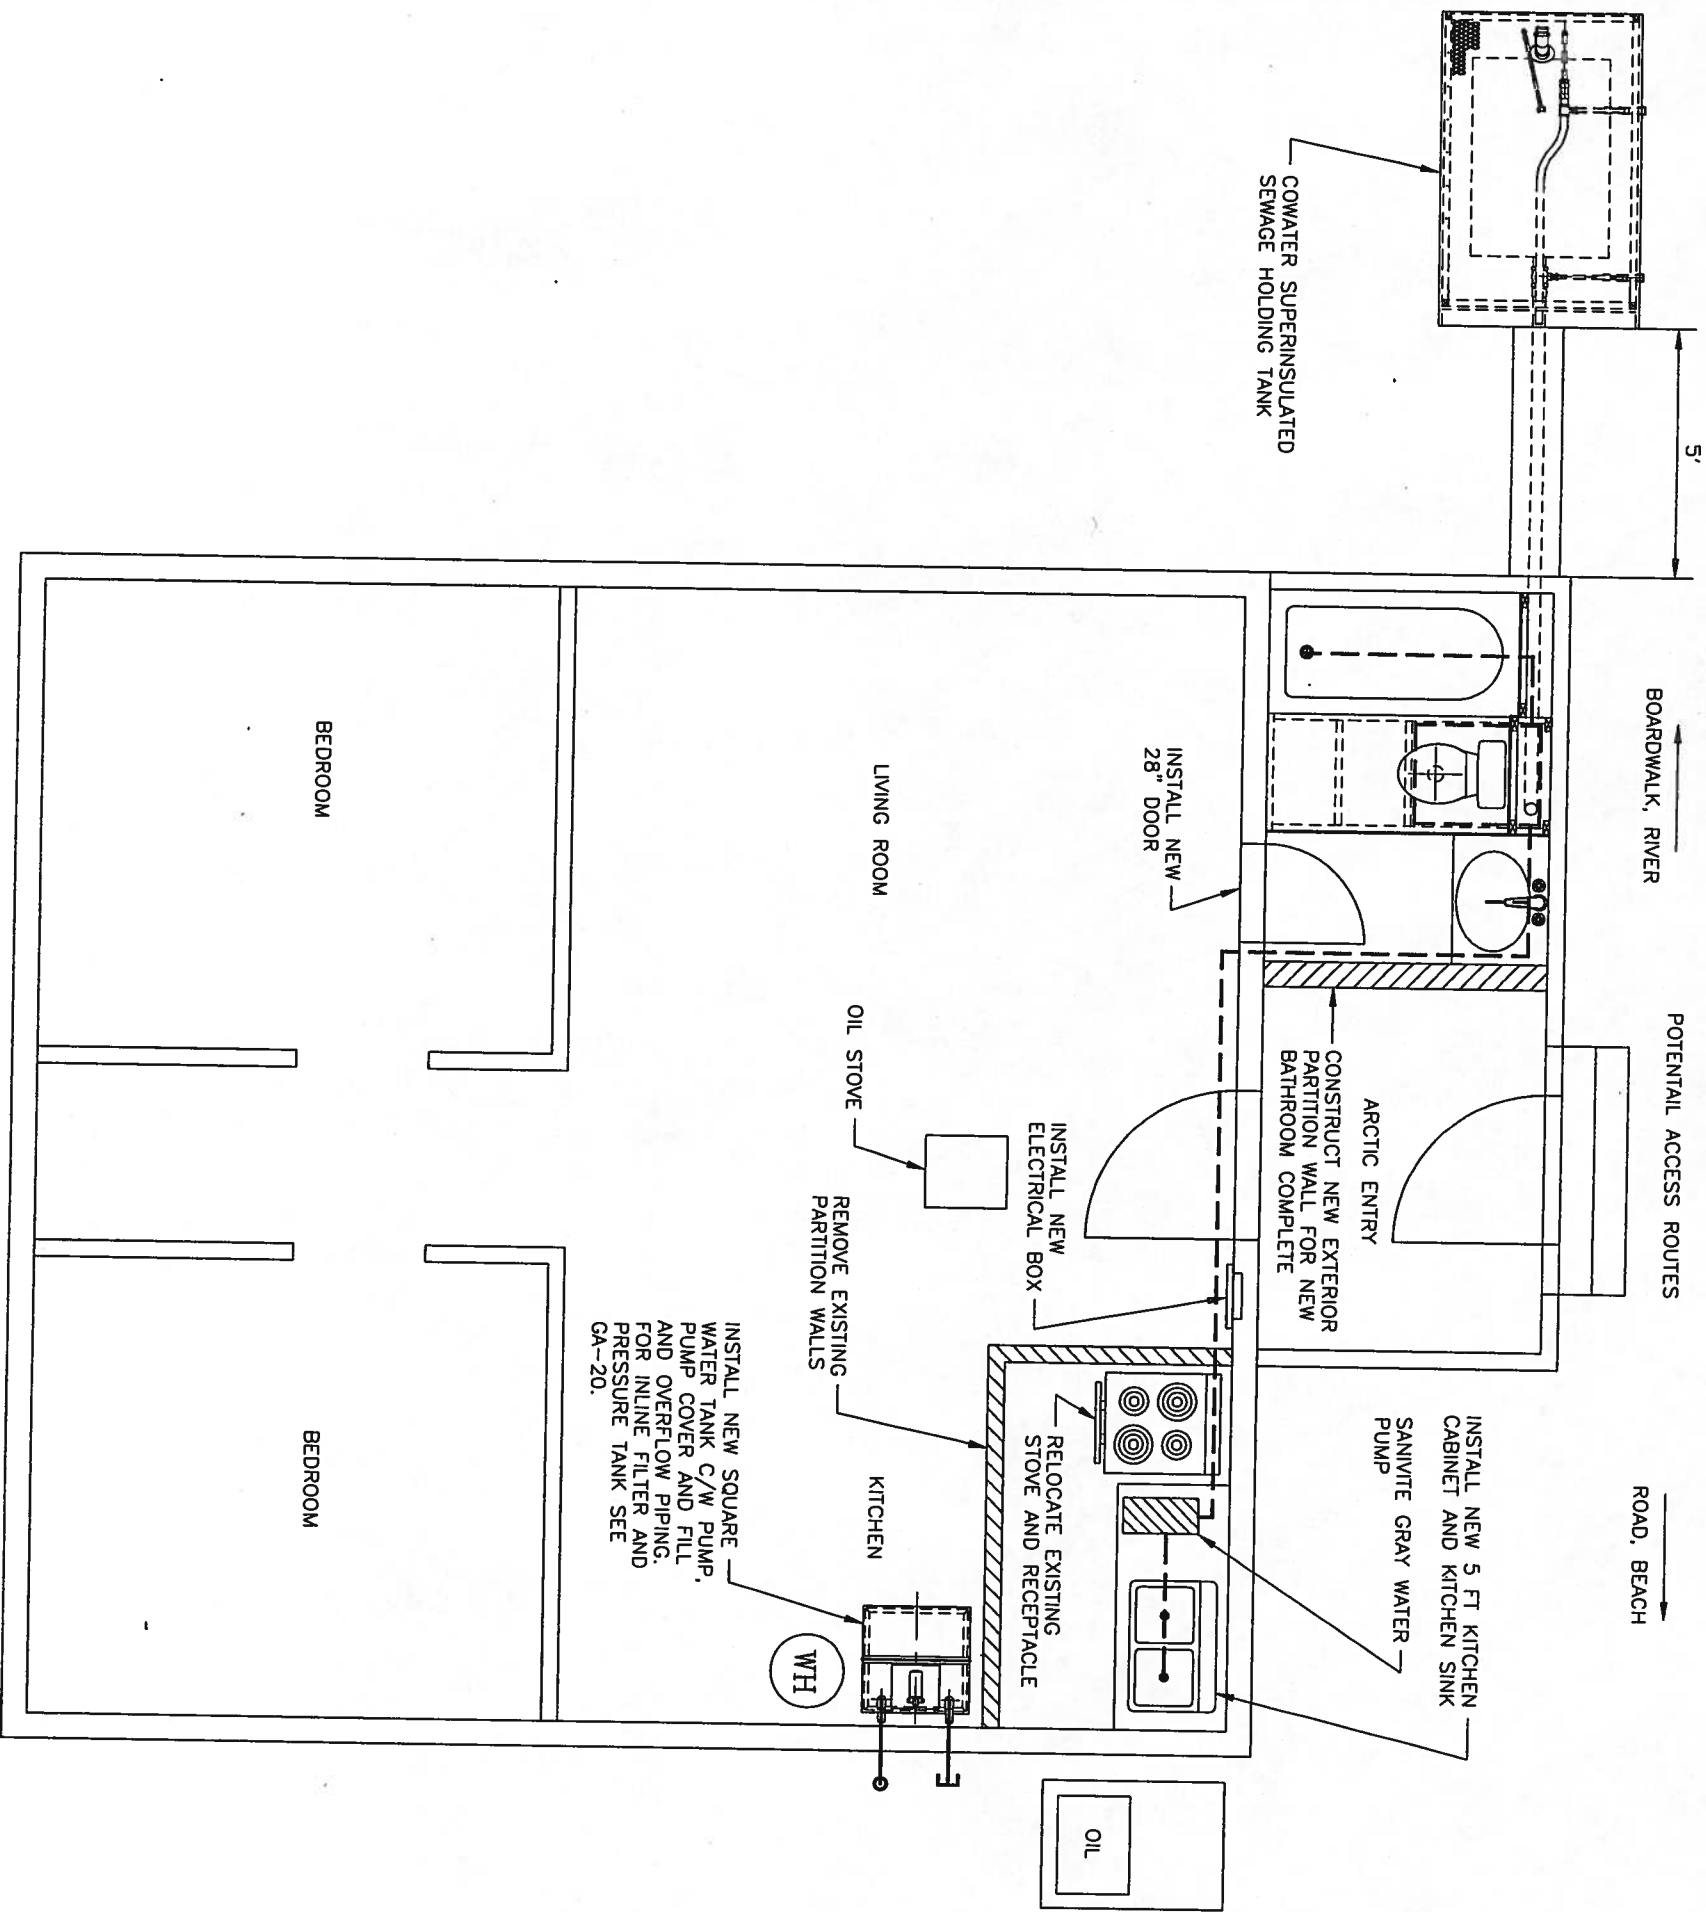 BOARDWALK, RIVER
POTENTAIL ACCESS ROUTES
ROAD, BEACH
5'
COWATER SUPERINSULATED
SEWAGE HOLDING TANK
INSTALL NEW 5 FT KITCHEN
CABINET AND KITCHEN SINK
SANIVITE GRAY WATER
PUMP
ARCTIC ENTRY
CONSTRUCT NEW EXTERIOR
PARTITION WALL FOR NEW
BATHROOM COMPLETE
INSTALL NEW
28" DOOR
INSTALL NEW
ELECTRICAL BOX
RELOCATE EXISTING
STOVE AND RECEPTACLE
OIL
LIVING ROOM
OIL STOVE
REMOVE EXISTING
PARTITION WALLS
KITCHEN
WH
INSTALL NEW SQUARE
WATER TANK C/W PUMP,
PUMP COVER AND FILL
AND OVERFLOW PIPING.
FOR INLINE FILTER AND
PRESSURE TANK SEE
GA-20.
BEDROOM
BEDROOM